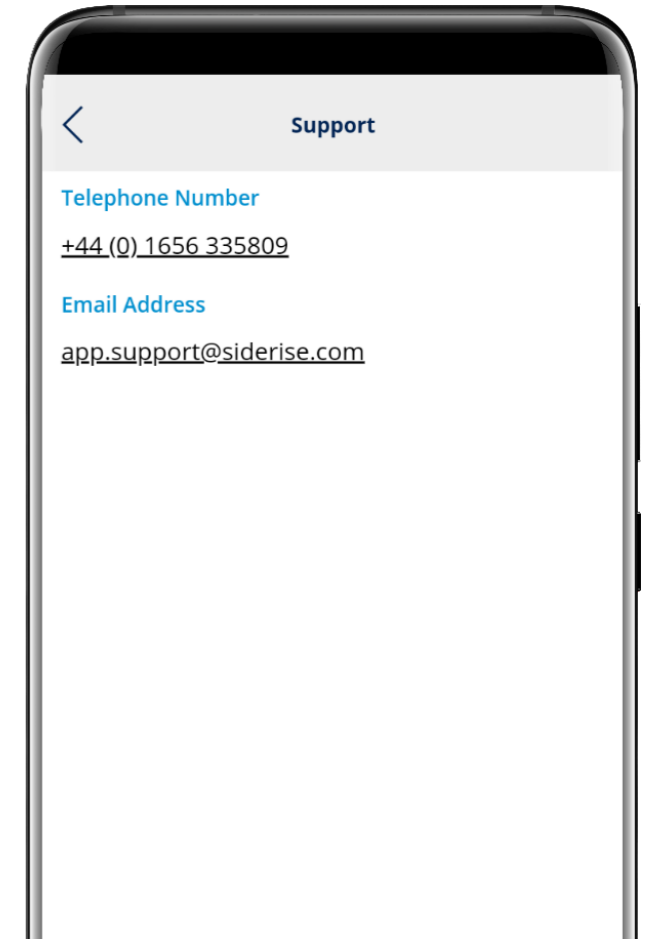 Support
Telephone Number
+44 (0) 1656 335809
Email Address
app.support@siderise.com